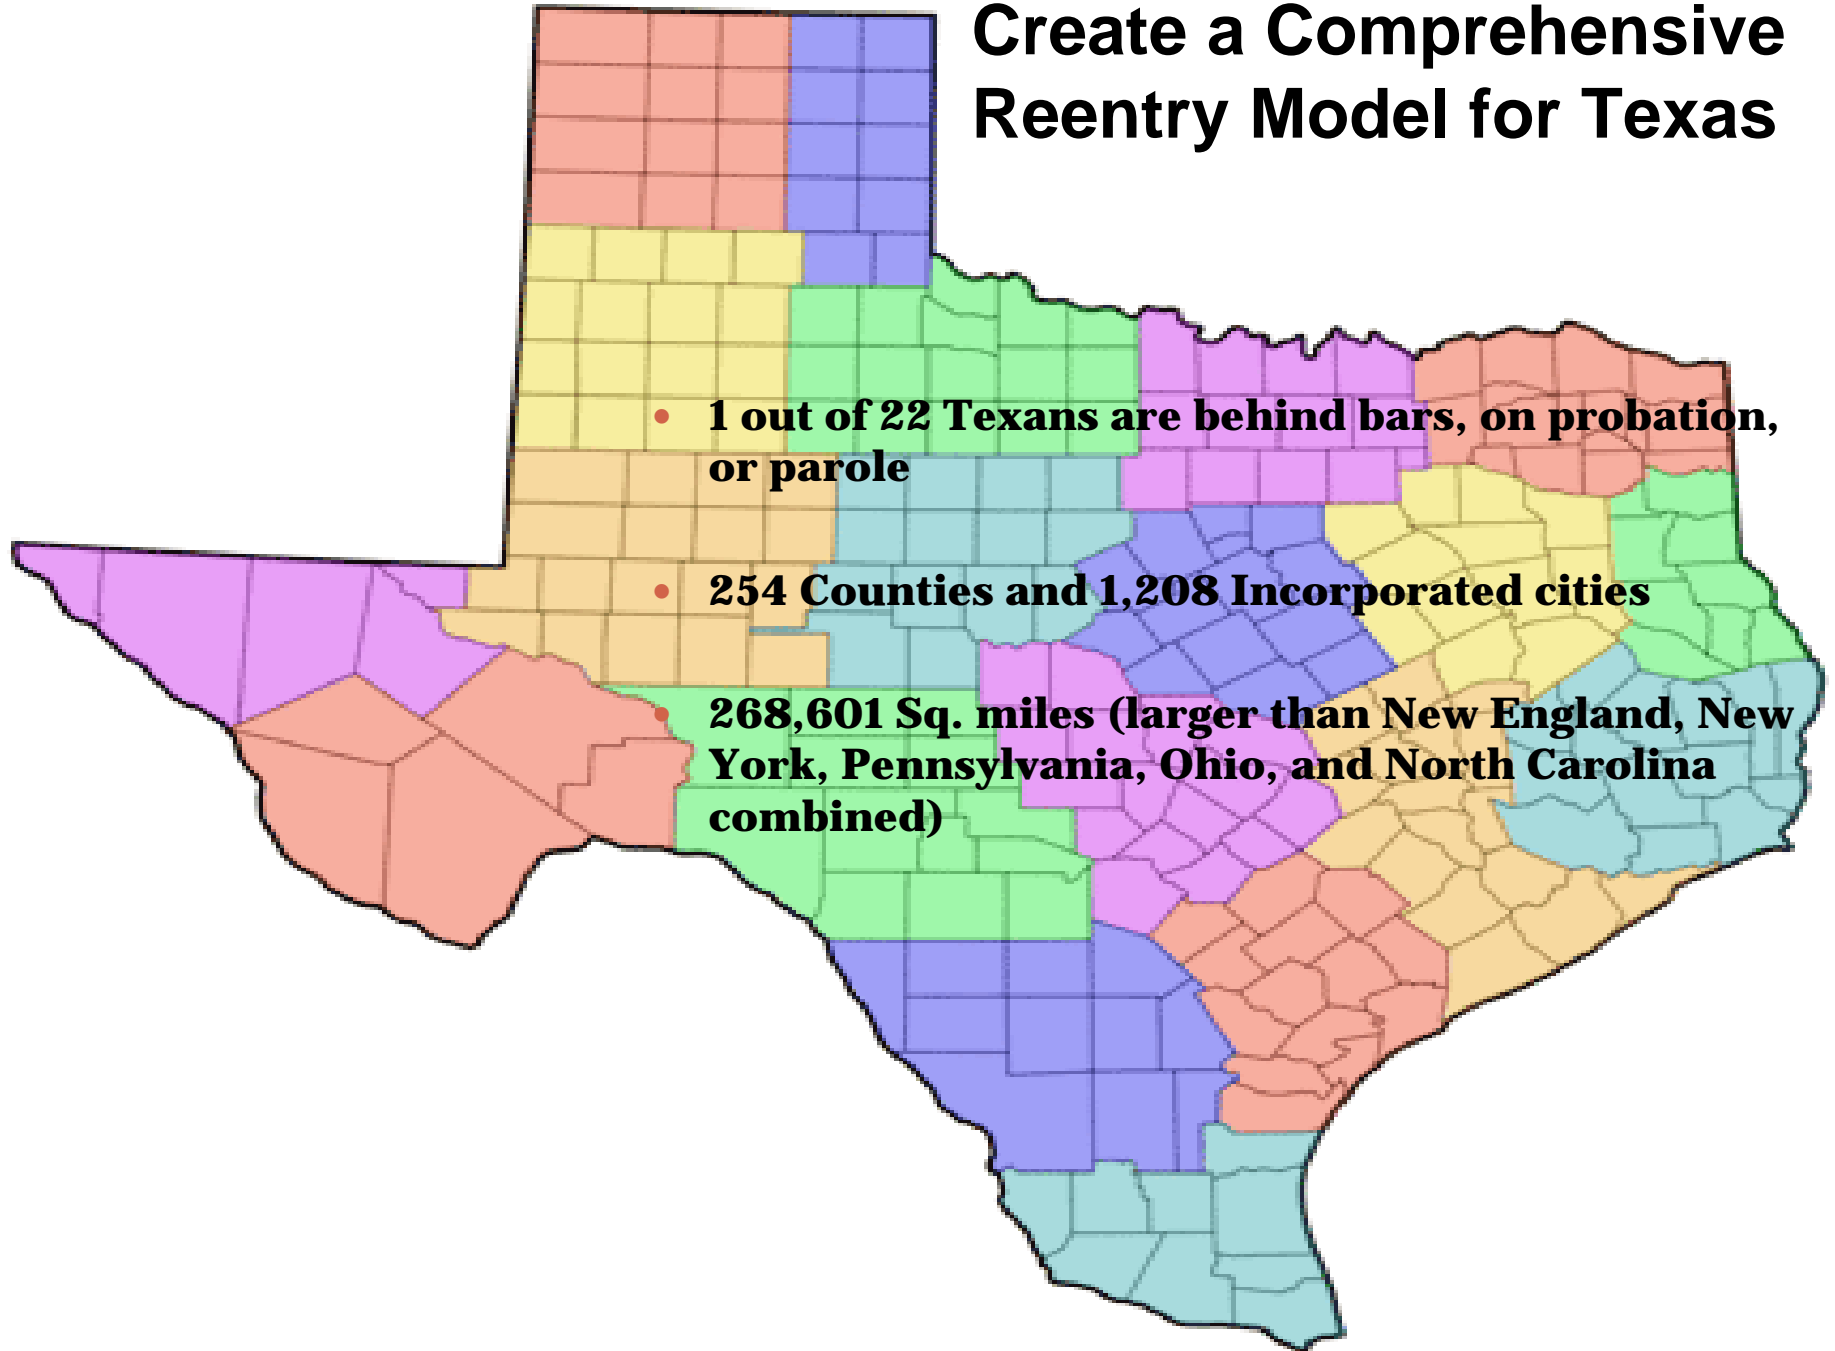 Create a Comprehensive
Reentry Model for Texas
• 1 out of 22 Texans are behind bars, on probation,
or parole
• 254 Counties and 1,208 Incorporated cities
• 268,601 Sq. miles (larger than New England, New
York, Pennsylvania, Ohio, and North Carolina
combined)